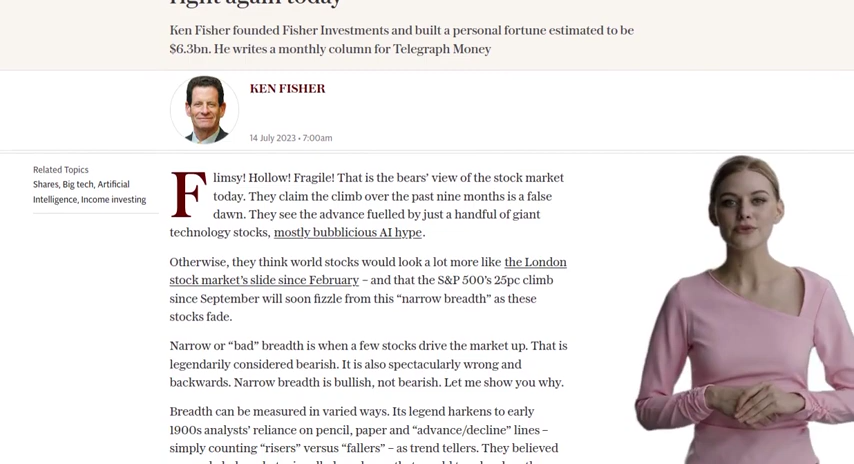 right again today
Ken Fisher founded Fisher Investments and built a personal fortune estimated to be
$6.3bn. He writes a monthly column for Telegraph Money
KEN FISHER
14 July 2023 • 7:00am
Related Topics
Shares, Big tech, Artificial
Intelligence, Income investing
Flimsy! Hollow! Fragile! That is the bears’ view of the stock market
today. They claim the climb over the past nine months is a false
dawn. They see the advance fuelled by just a handful of giant
technology stocks, mostly bubblicious AI hype.
Otherwise, they think world stocks would look a lot more like the London
stock market’s slide since February – and that the S&P 500’s 25pc climb
since September will soon fizzle from this “narrow breadth” as these
stocks fade.
Narrow or “bad” breadth is when a few stocks drive the market up. That is
legendarily considered bearish. It is also spectacularly wrong and
backwards. Narrow breadth is bullish, not bearish. Let me show you why.
Breadth can be measured in varied ways. Its legend harkens to early
1900s analysts’ reliance on pencil, paper and “advance/decline” lines –
simply counting “risers” versus “fallers” – as trend tellers. They believed